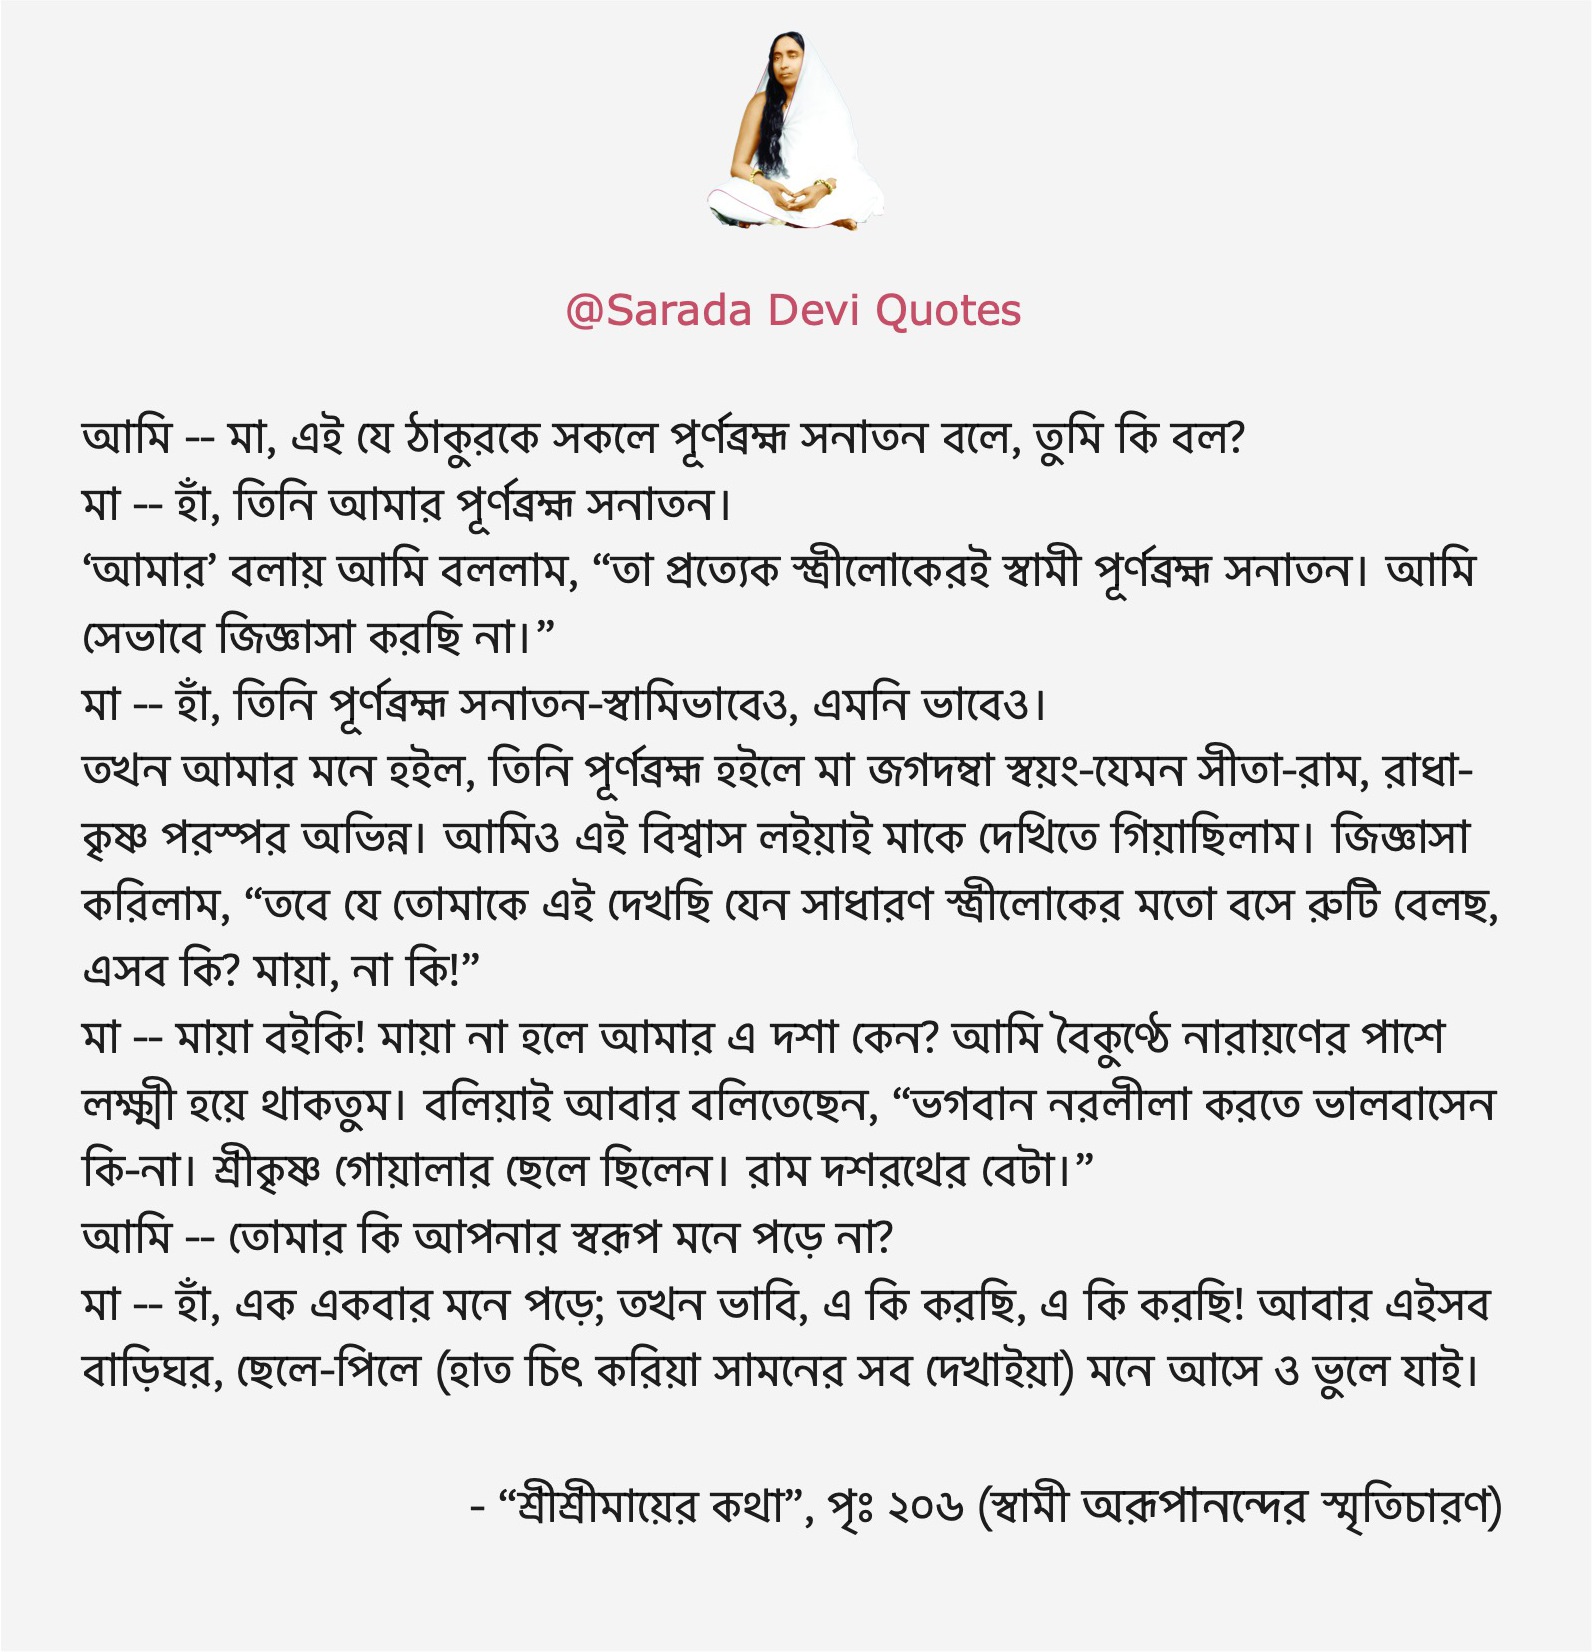 @Sarada Devi Quotes
আমি -- মা, এই যে ঠাকুরকে সকলে পূর্ণব্রহ্ম সনাতন বলে, তুমি কি বল?
মা -- হাঁ, তিনি আমার পূর্ণব্রহ্ম সনাতন।
‘আমার’ বলায় আমি বললাম, “তা প্রত্যেক স্ত্রীলোকেরই স্বামী পূর্ণব্রহ্ম সনাতন। আমি
সেভাবে জিজ্ঞাসা করছি না।”
মা -- হাঁ, তিনি পূর্ণব্রহ্ম সনাতন-স্বামিভাবেও, এমনি ভাবেও।
তখন আমার মনে হইল, তিনি পূর্ণব্রহ্ম হইলে মা জগদম্বা স্বয়ং-যেমন সীতা-রাম, রাধা-
কৃষ্ণ পরস্পর অভিন্ন। আমিও এই বিশ্বাস লইয়াই মাকে দেখিতে গিয়াছিলাম। জিজ্ঞাসা
করিলাম, “তবে যে তোমাকে এই দেখছি যেন সাধারণ স্ত্রীলোকের মতো বসে রুটি বেলছ,
এসব কি? মায়া, না কি!”
মা -- মায়া বইকি! মায়া না হলে আমার এ দশা কেন? আমি বৈকুণ্ঠে নারায়ণের পাশে
লক্ষ্মী হয়ে থাকতুম। বলিয়াই আবার বলিতেছেন, “ভগবান নরলীলা করতে ভালবাসেন
কি-না। শ্রীকৃষ্ণ গোয়ালার ছেলে ছিলেন। রাম দশরথের বেটা।”
আমি -- তোমার কি আপনার স্বরূপ মনে পড়ে না?
মা -- হাঁ, এক একবার মনে পড়ে; তখন ভাবি, এ কি করছি, এ কি করছি! আবার এইসব
বাড়িঘর, ছেলে-পিলে (হাত চিৎ করিয়া সামনের সব দেখাইয়া) মনে আসে ও ভুলে যাই।
- “শ্রীশ্রীমায়ের কথা”, পৃঃ ২০৬ (স্বামী অরূপানন্দের স্মৃতিচারণ)